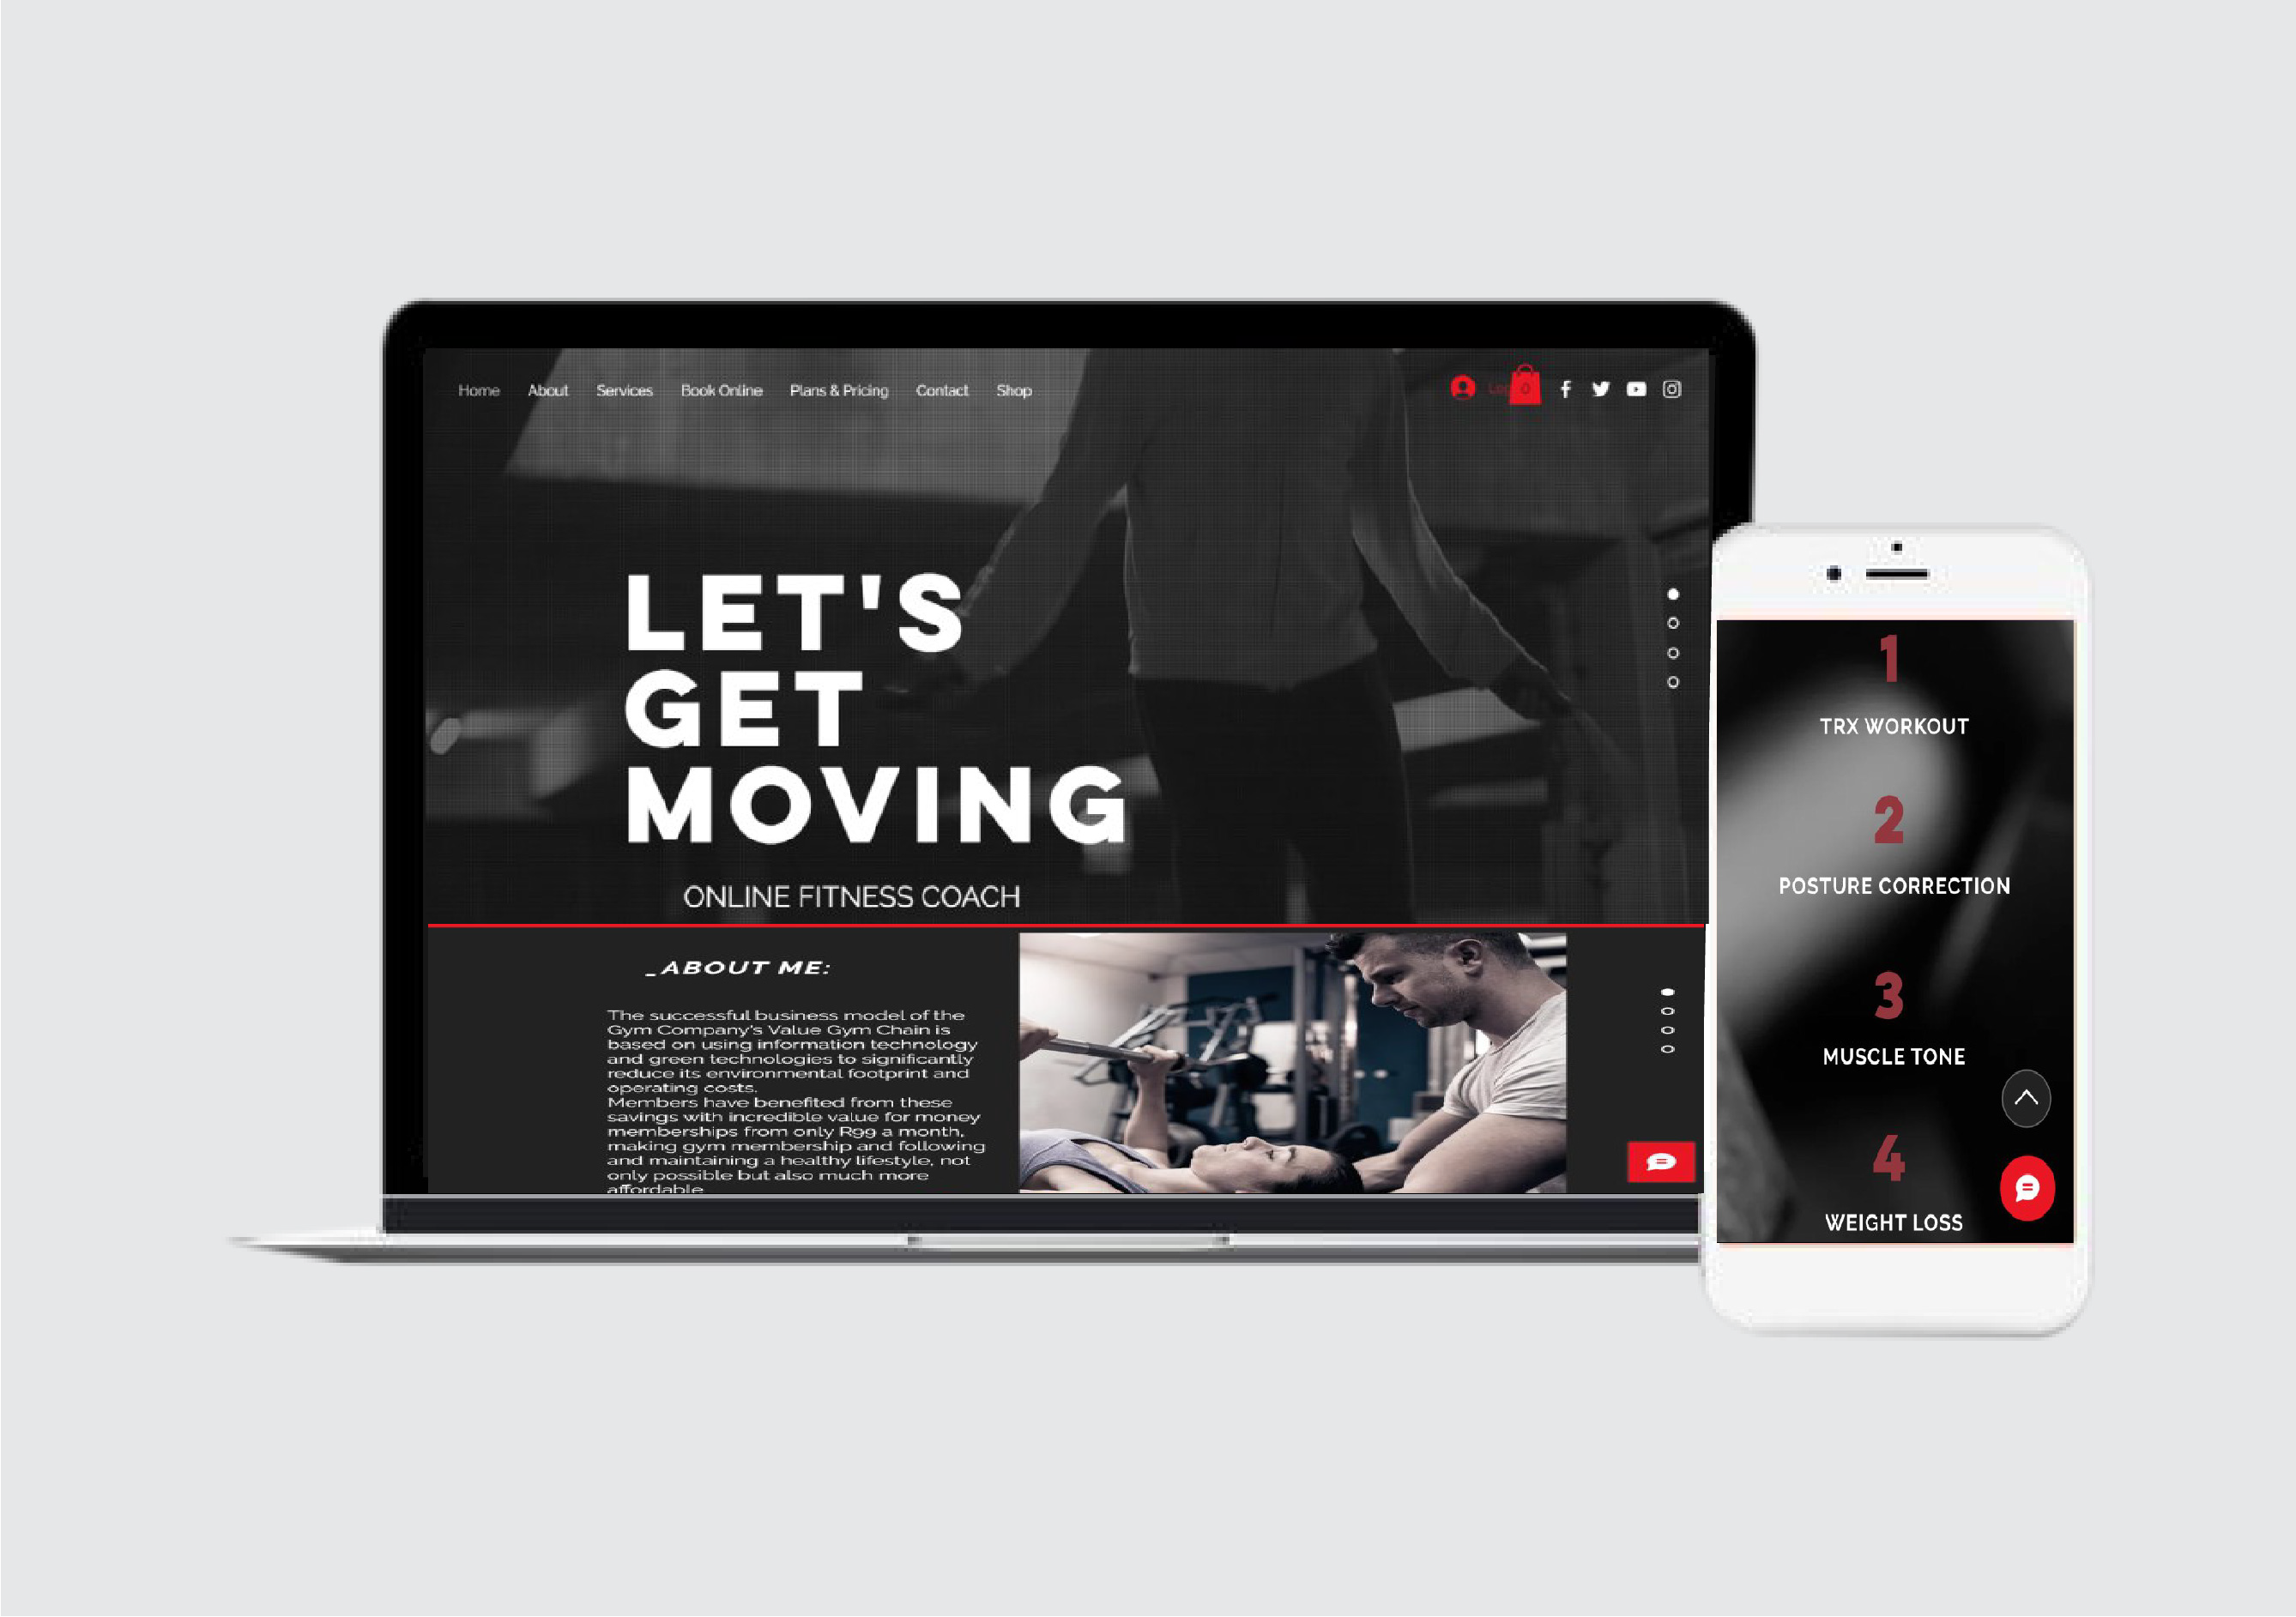 Home About Services Book Online Plans & Pricing Contact Shop
0
LET'S
GET
MOVING
ONLINE FITNESS COACH
_ABOUT ME:
The successful business model of the
Gym Company's Value Gym Chain is
based on using information technology
and green technologies to significantly
reduce its environmental footprint and
operating costs.
Members have benefited from these
savings with incredible value for money
memberships from only R99 a month,
making gym membership and following
and maintaining a healthy lifestyle, not
only possible but also much more
affordable
1
TRX WORKOUT
2
POSTURE CORRECTION
3
MUSCLE TONE
4
WEIGHT LOSS